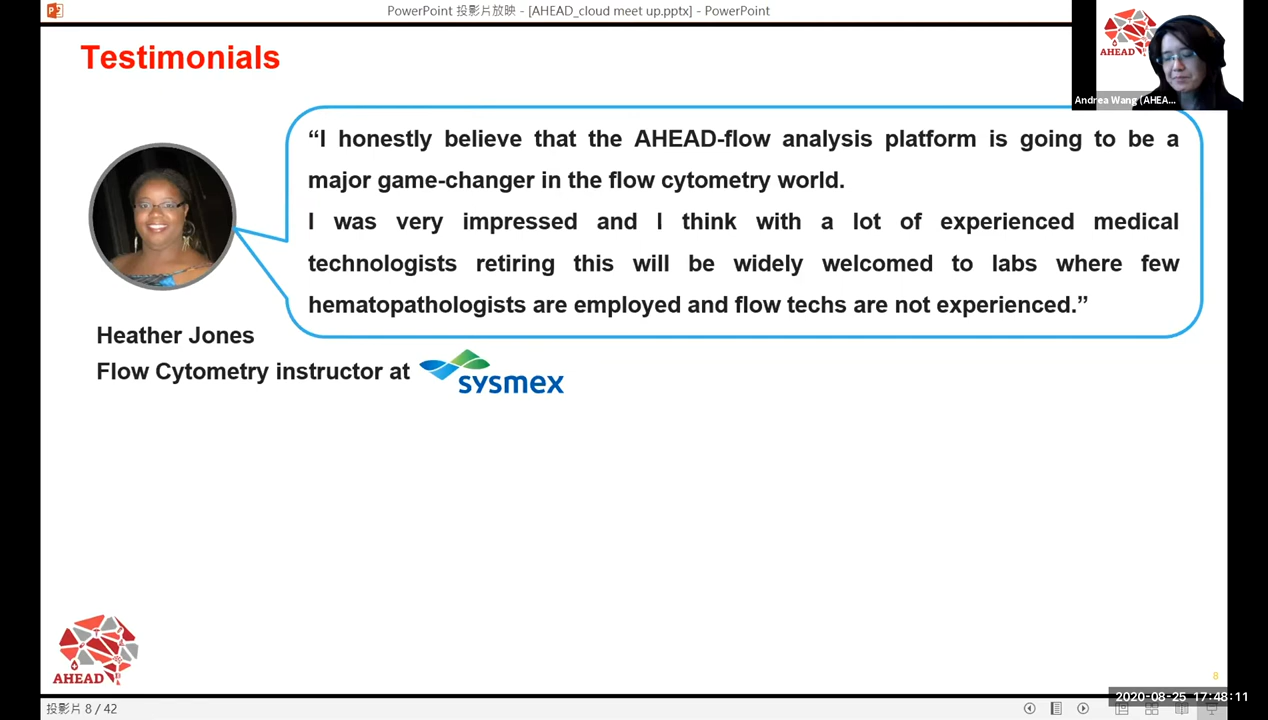 PowerPoint 投影片放映 - [AHEAD_cloud meet up.pptx] - PowerPoint
Testimonials
AHEAD
Andrea Wang (AHEA...
“I honestly believe that the AHEAD-flow analysis platform is going to be a
major game-changer in the flow cytometry world.
I was very impressed and I think with a lot of experienced medical
technologists retiring this will be widely welcomed to labs where few
hematopathologists are employed and flow techs are not experienced.”
Heather Jones
Flow Cytometry instructor at
sysmex
AHEAD
8
2020-08-25 17:48:11
投影片 8 / 42